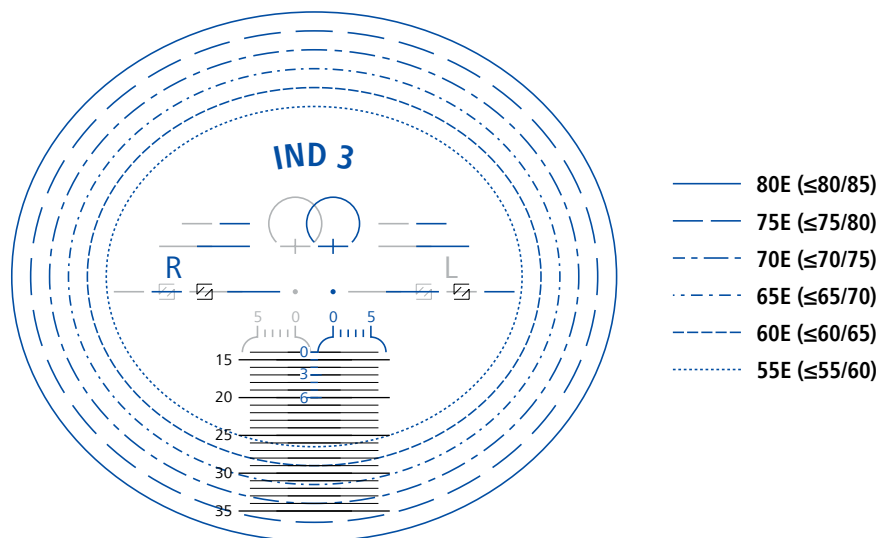 IND 3
R L
5 0 0 5
0
15
3
20 6
25
30
35
80E (≤80/85)
75E (≤75/80)
70E (≤70/75)
65E (≤65/70)
60E (≤60/65)
55E (≤55/60)